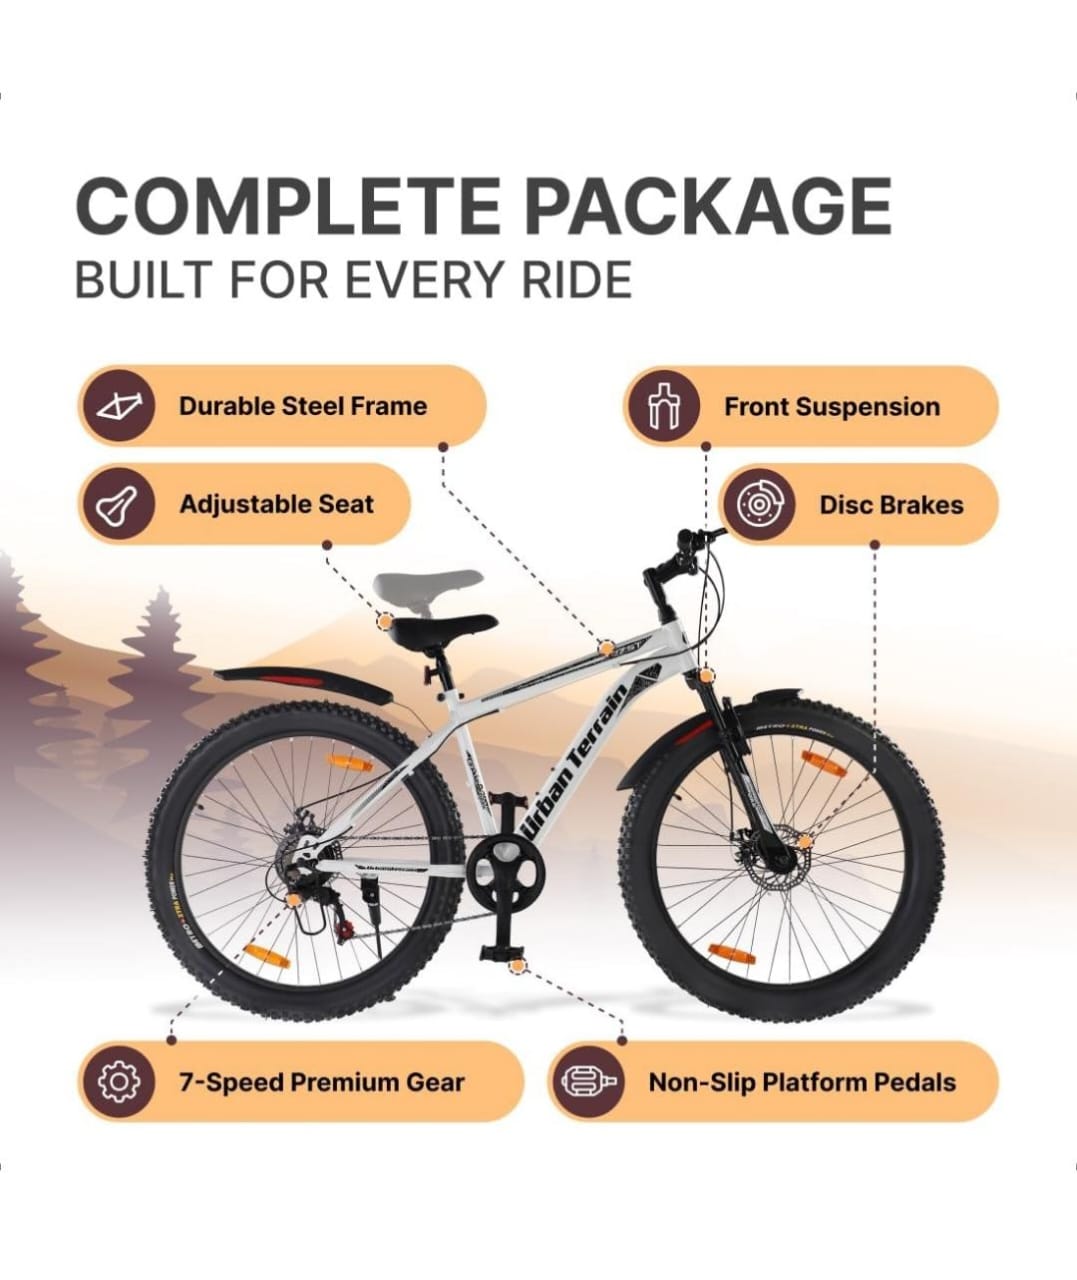 COMPLETE PACKAGE
BUILT FOR EVERY RIDE
Durable Steel Frame
Front Suspension
Adjustable Seat
Disc Brakes
Urban Terrain
7-Speed Premium Gear
Non-Slip Platform Pedals